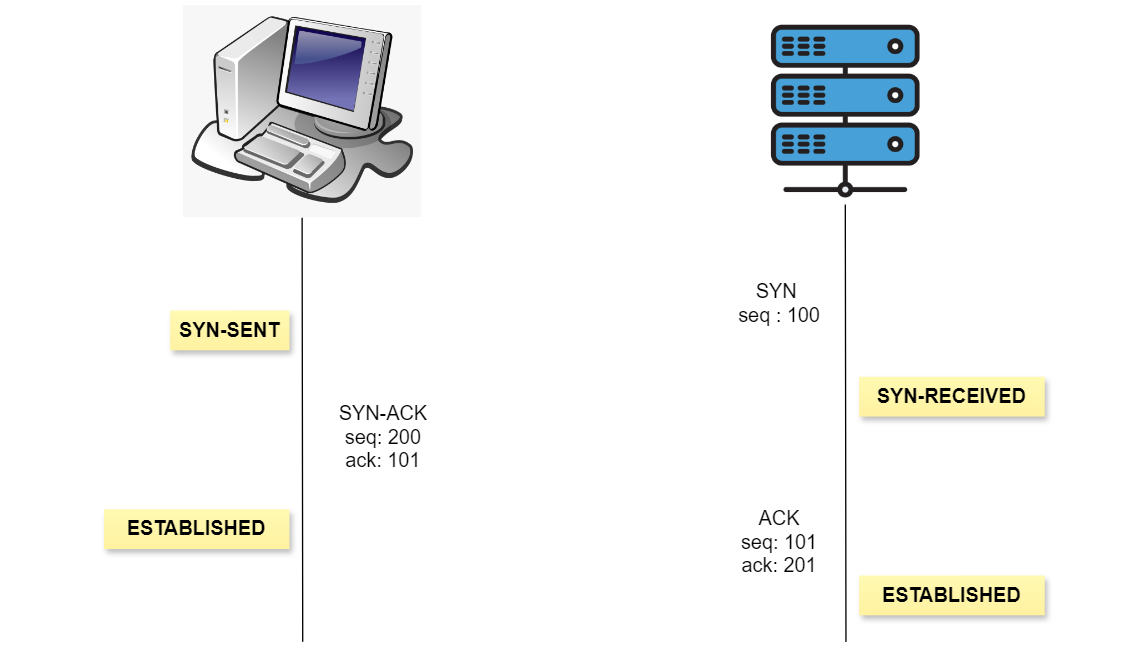 SYN
seq : 100
SYN-SENT
SYN-RECEIVED
SYN-ACK
seq: 200
ack: 101
ESTABLISHED
ACK
seq: 101
ack: 201
ESTABLISHED